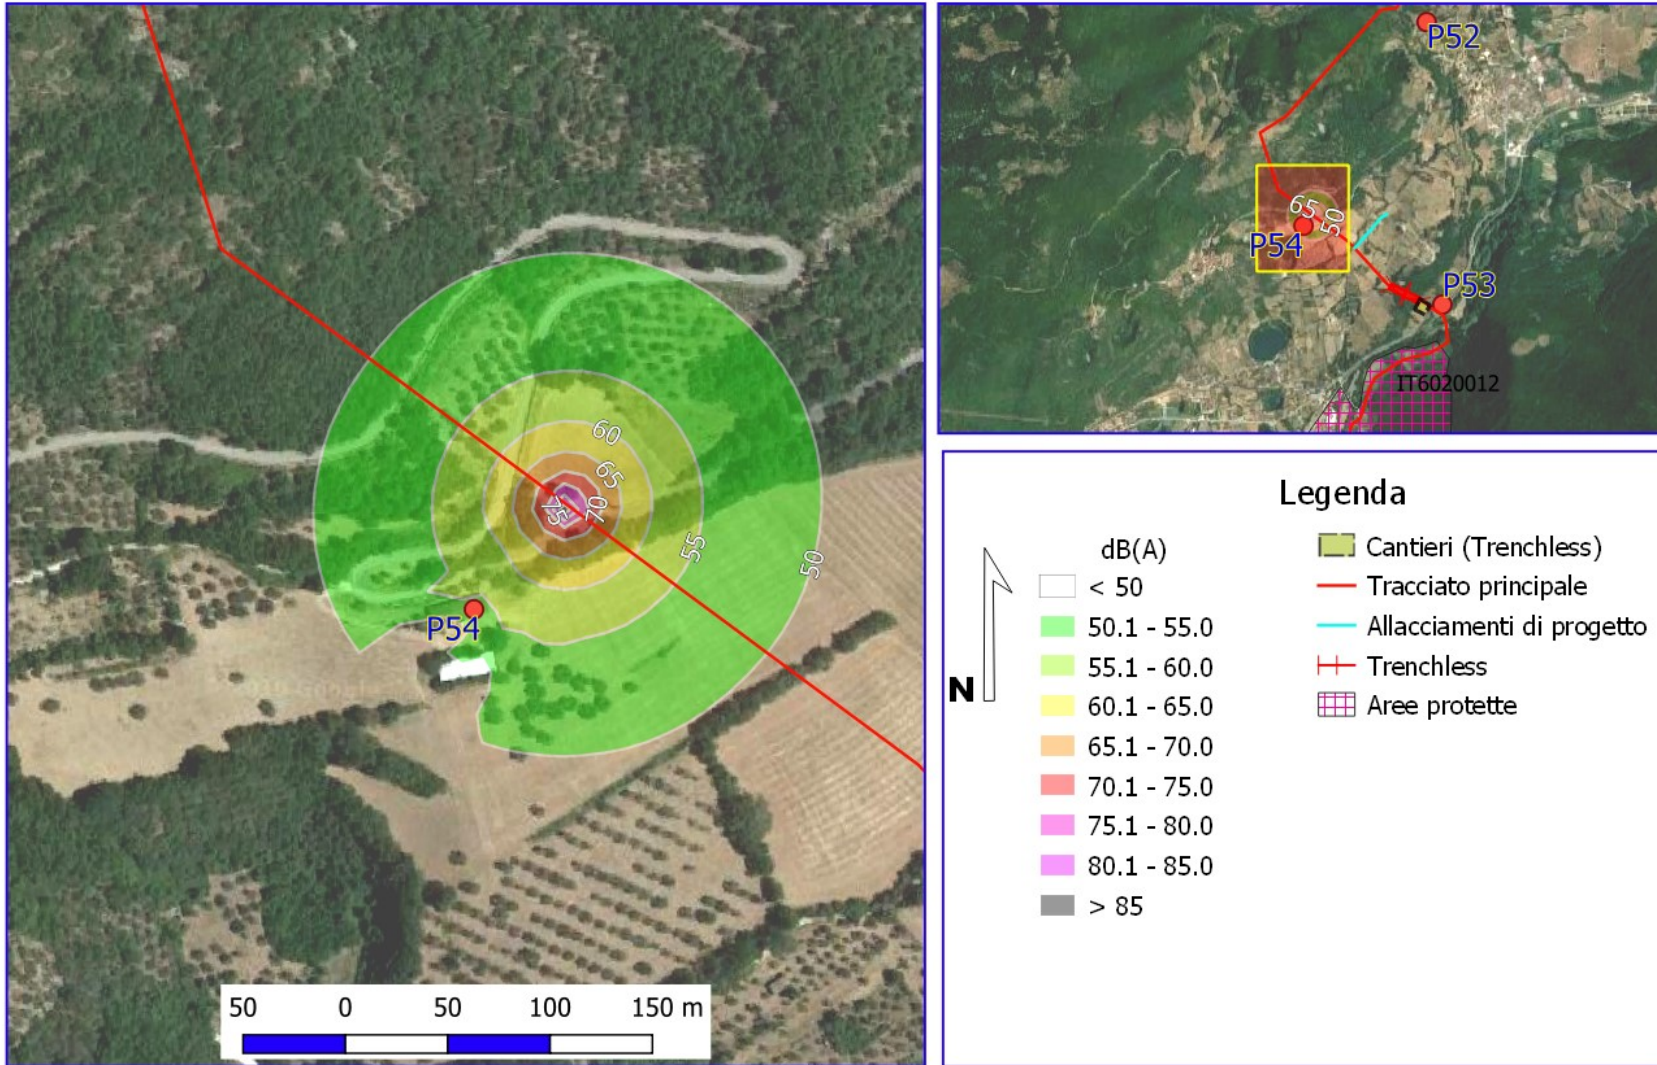 60
65
75
70
55
50
P54
50 0 50 100 150 m
P52
65
50
P54
P53
IT6020012
Legenda
dB(A)
< 50
50.1 - 55.0
55.1 - 60.0
60.1 - 65.0
65.1 - 70.0
70.1 - 75.0
75.1 - 80.0
80.1 - 85.0
> 85
N
Cantieri (Trenchless)
Tracciato principale
Allacciamenti di progetto
Trenchless
Aree protette